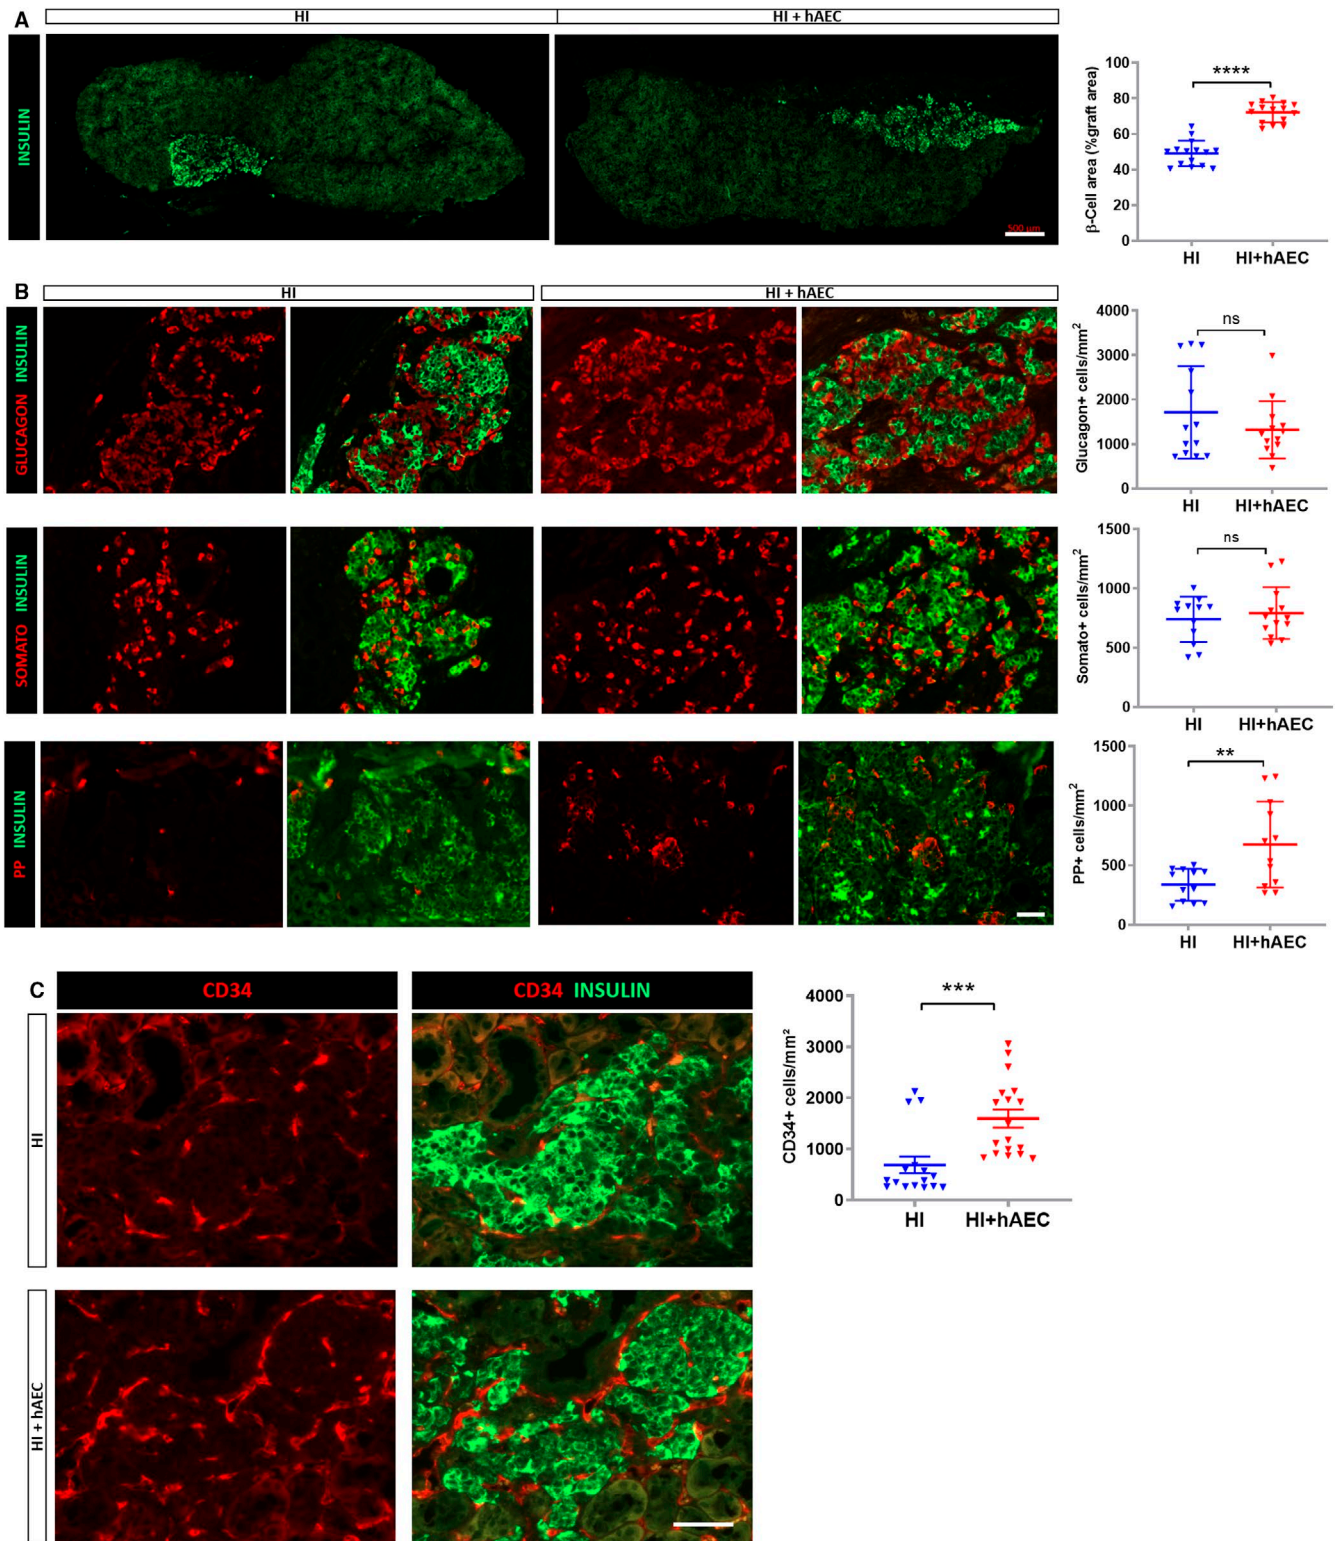 A
HI
HI + hAEC
INSULIN
500 μm
β-Cell area (%graft area)
100
80
60
40
20
0
****
HI
HI+hAEC
B
HI
HI + hAEC
GLUCAGON INSULIN
Glucagon+ cells/mm²
4000
3000
2000
1000
0
ns
HI
HI+hAEC
SOMATO INSULIN
Somato+ cells/mm²
1500
1000
500
0
ns
HI
HI+hAEC
PP INSULIN
PP+ cells/mm²
1500
1000
500
0
**
HI
HI+hAEC
C
CD34
CD34 INSULIN
HI
HI + hAEC
CD34+ cells/mm²
4000
3000
2000
1000
0
***
HI
HI+hAEC